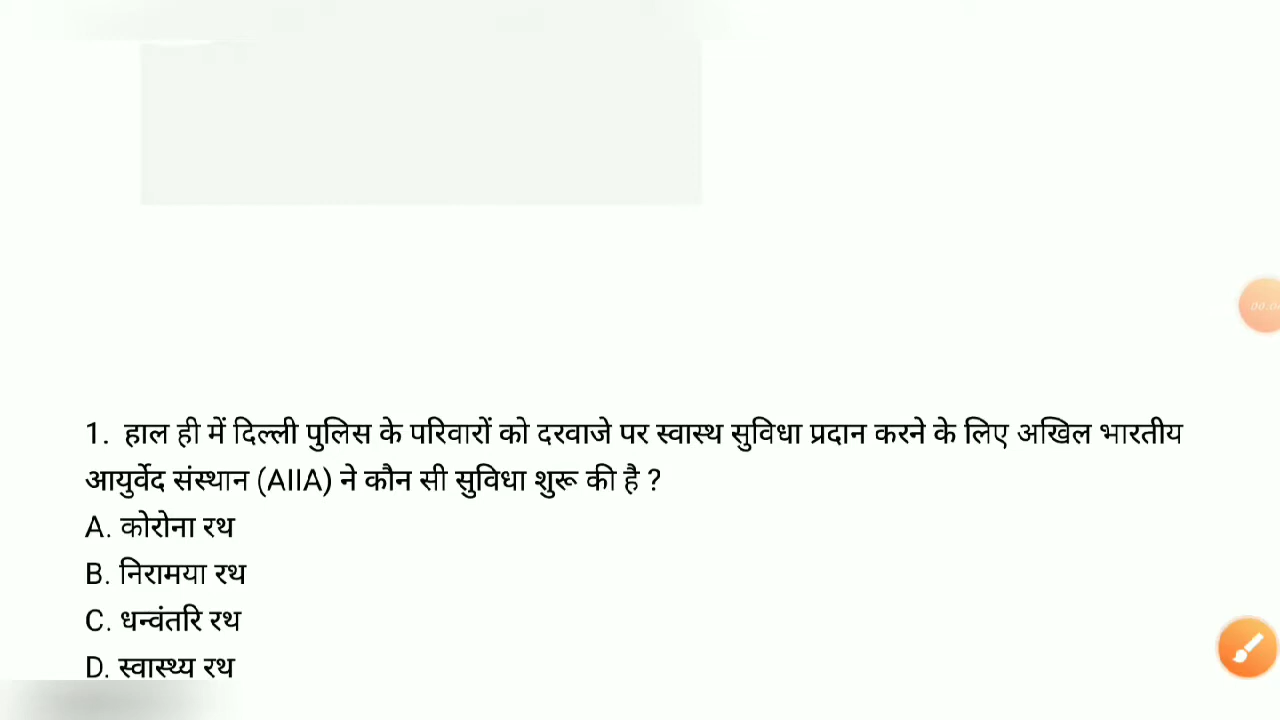 1. हाल ही में दिल्ली पुलिस के परिवारों को दरवाजे पर स्वास्थ सुविधा प्रदान करने के लिए अखिल भारतीय
आयुर्वेद संस्थान (AIIA) ने कौन सी सुविधा शुरू की है ?
A. कोरोना रथ
B. निरामया रथ
C. धन्वंतरि रथ
D. स्वास्थ्य रथ